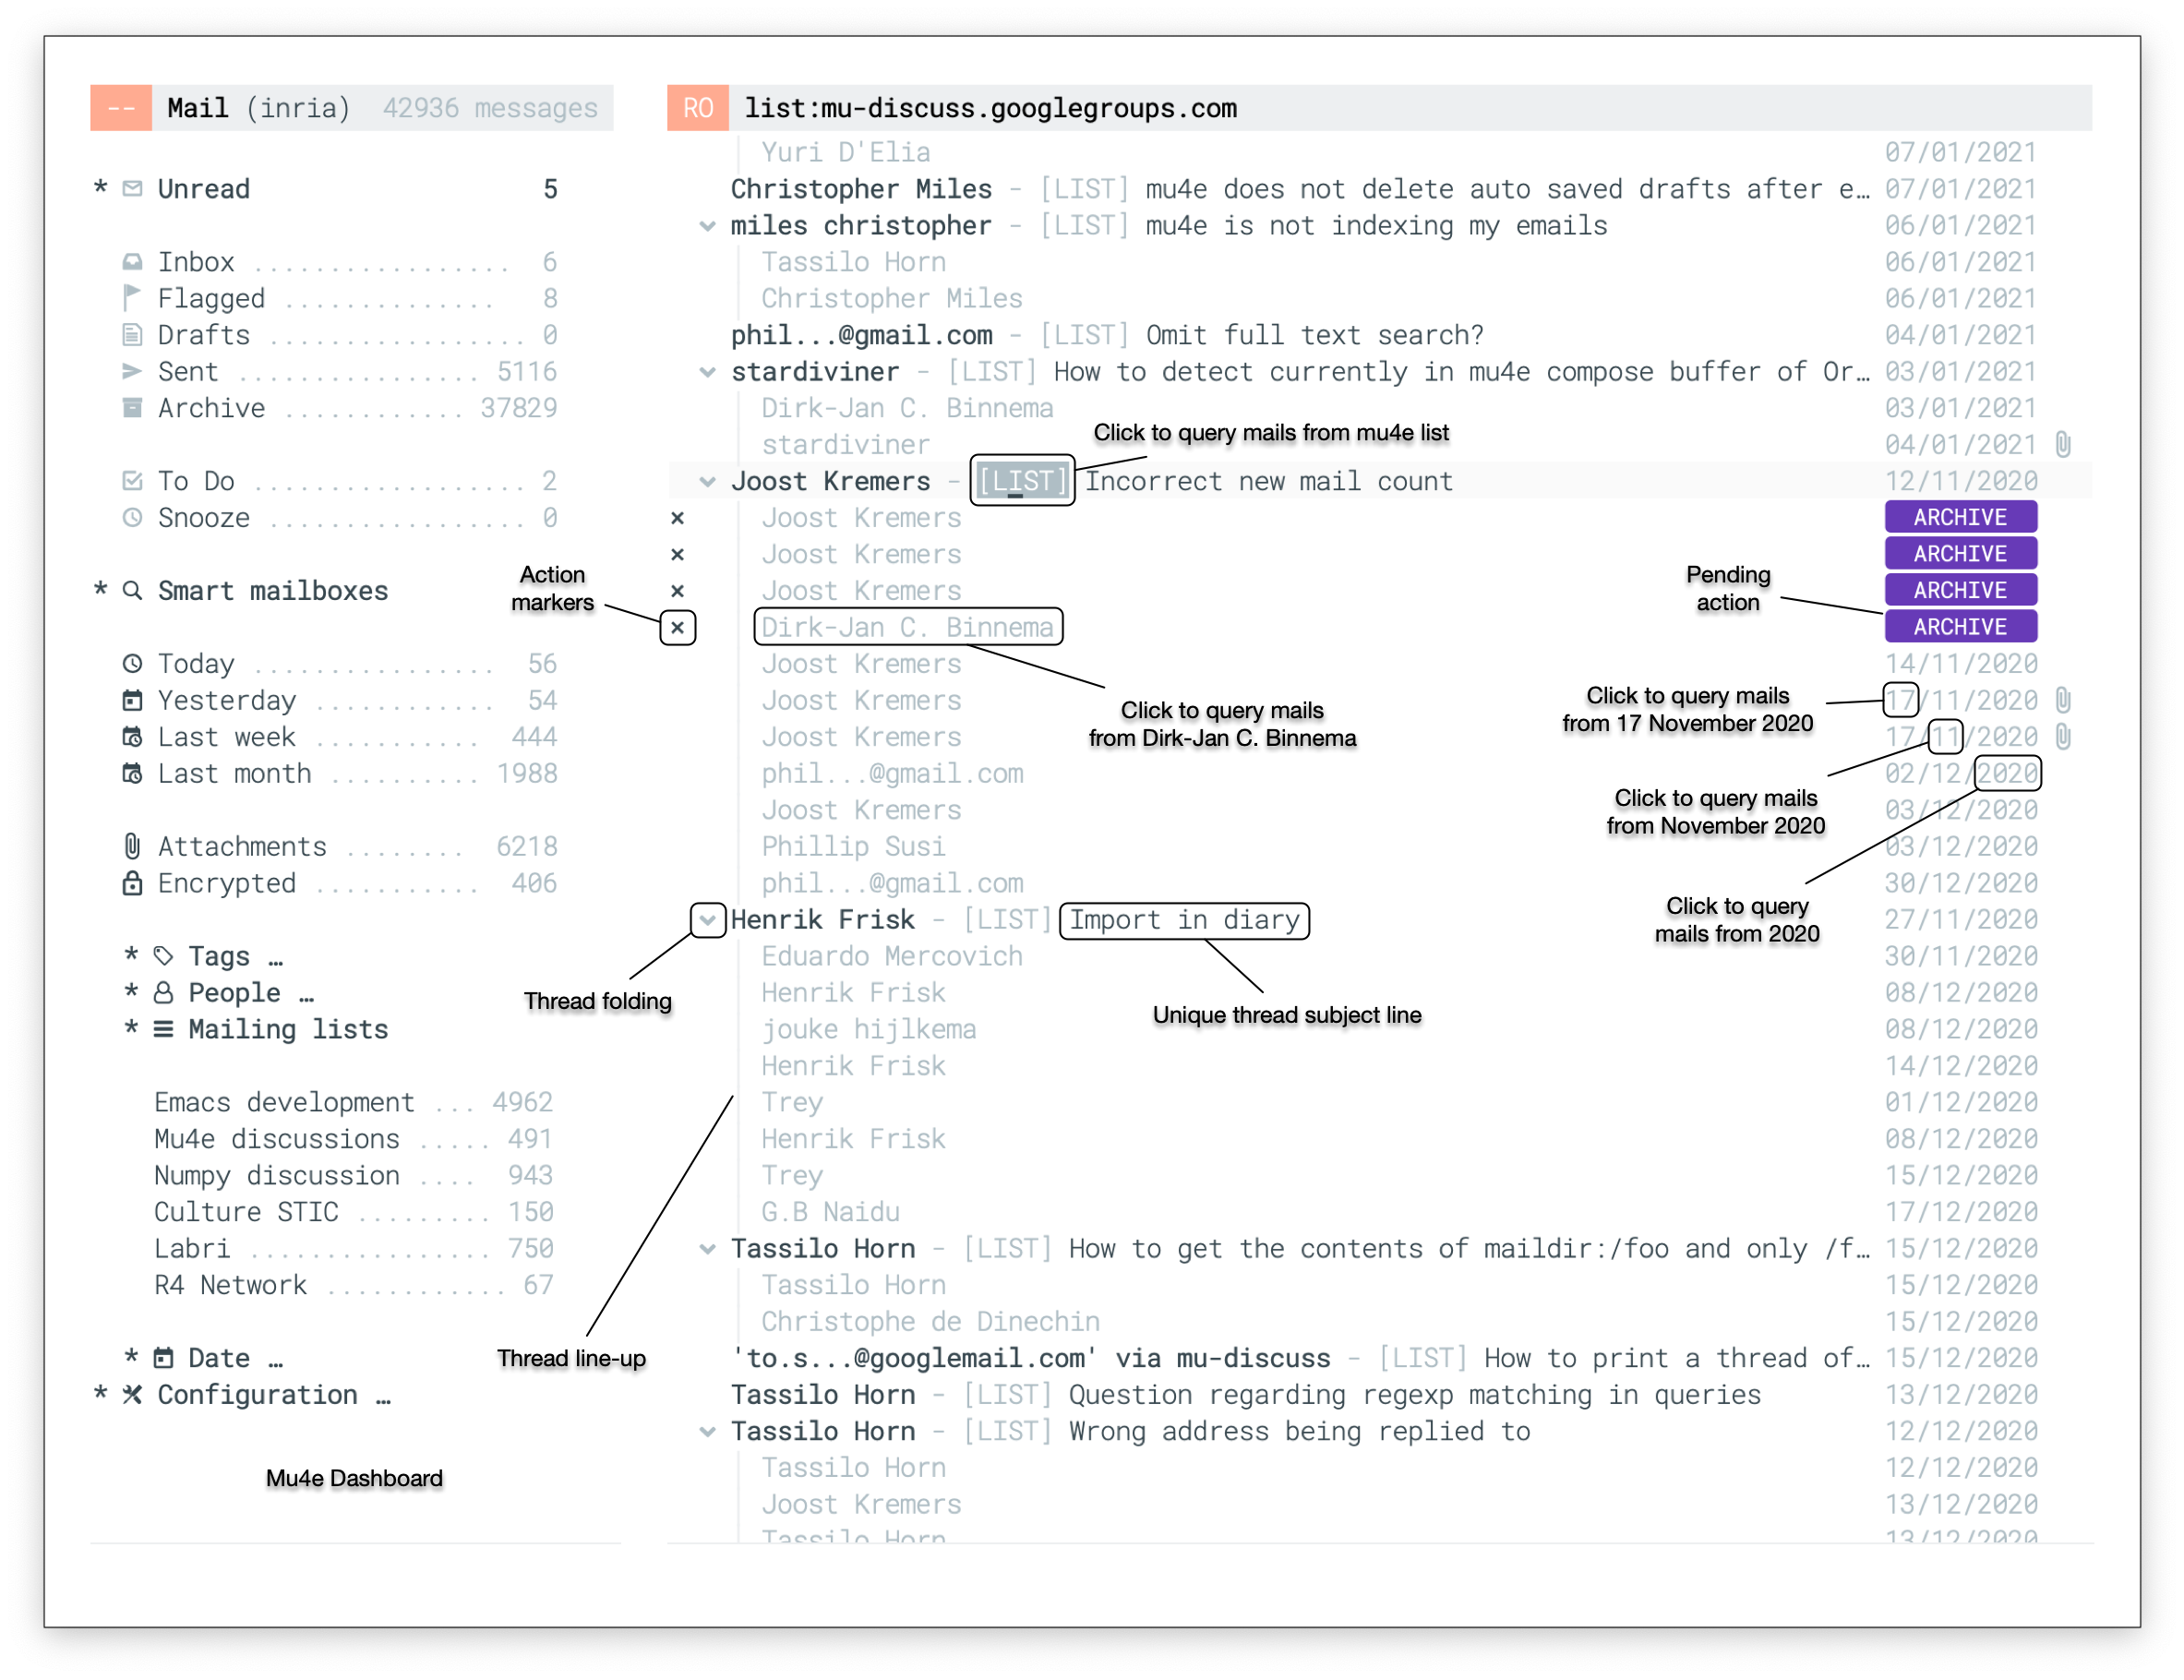 -- Mail (inria) 42936 messages
* Unread 5
Inbox ................. 6
Flagged .............. 8
Drafts ................. 0
Sent ................ 5116
Archive ............ 37829
To Do .................. 2
Snooze ................. 0
* Smart mailboxes
Today ................ 56
Yesterday ............ 54
Last week ........... 444
Last month .......... 1988
Attachments ........ 6218
Encrypted ........... 406
* Tags …
* People …
* Mailing lists
Emacs development ... 4962
Mu4e discussions ..... 491
Numpy discussion .... 943
Culture STIC ......... 150
Labri ................ 750
R4 Network ............ 67
* Date …
* Configuration …
Mu4e Dashboard
RO list:mu-discuss.googlegroups.com
Yuri D'Elia 07/01/2021
Christopher Miles - [LIST] mu4e does not delete auto saved drafts after e… 07/01/2021
miles christopher - [LIST] mu4e is not indexing my emails 06/01/2021
Tassilo Horn 06/01/2021
Christopher Miles 06/01/2021
phil...@gmail.com - [LIST] Omit full text search? 04/01/2021
stardiviner - [LIST] How to detect currently in mu4e compose buffer of Or… 03/01/2021
Dirk-Jan C. Binnema 03/01/2021
Click to query mails from mu4e list
stardiviner 04/01/2021
Joost Kremers - [LIST] Incorrect new mail count 12/11/2020
× Joost Kremers ARCHIVE
× Joost Kremers ARCHIVE
Action
markers
Pending
action
× Joost Kremers ARCHIVE
× Dirk-Jan C. Binnema ARCHIVE
Joost Kremers 14/11/2020
Joost Kremers 17/11/2020
Click to query mails
from Dirk-Jan C. Binnema
Click to query mails
from 17 November 2020
Joost Kremers 17/11/2020
phil...@gmail.com 02/12/2020
Click to query mails
from November 2020
Joost Kremers 03/12/2020
Phillip Susi 03/12/2020
phil...@gmail.com 30/12/2020
Click to query
mails from 2020
Henrik Frisk - [LIST] Import in diary 27/11/2020
Eduardo Mercovich 30/11/2020
Henrik Frisk 08/12/2020
Thread folding
Unique thread subject line
jouke hijlkema 08/12/2020
Henrik Frisk 14/12/2020
Trey 01/12/2020
Henrik Frisk 08/12/2020
Trey 15/12/2020
G.B Naidu 17/12/2020
Tassilo Horn - [LIST] How to get the contents of maildir:/foo and only /f… 15/12/2020
Tassilo Horn 15/12/2020
Christophe de Dinechin 15/12/2020
Thread line-up
'to.s...@googlemail.com' via mu-discuss - [LIST] How to print a thread of… 15/12/2020
Tassilo Horn - [LIST] Question regarding regexp matching in queries 13/12/2020
Tassilo Horn - [LIST] Wrong address being replied to 12/12/2020
Tassilo Horn 12/12/2020
Joost Kremers 13/12/2020
Tassilo Horn 13/12/2020